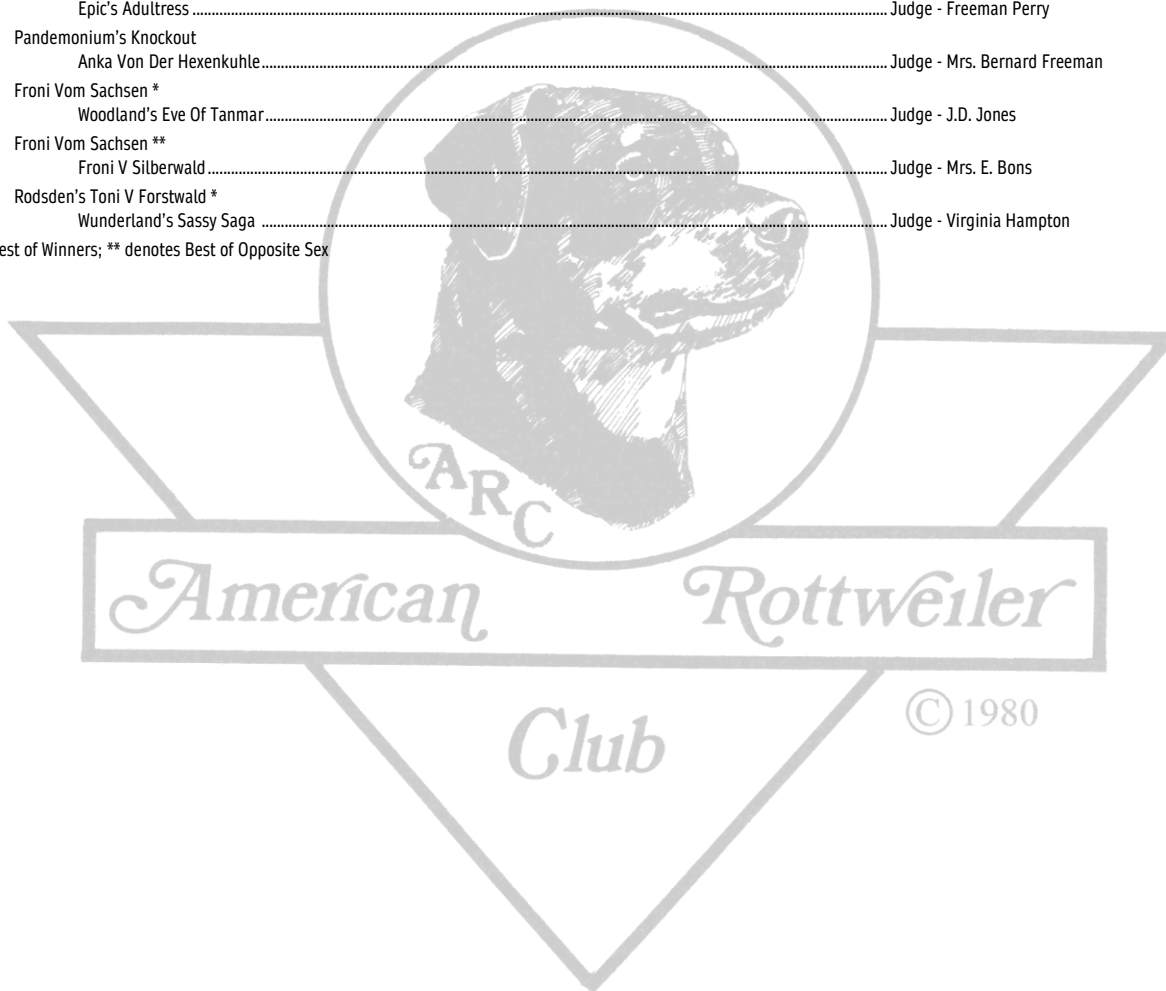 Epic's Adultress ........ Judge - Freeman Perry
Pandemonium's Knockout
Anka Von Der Hexenkuhle ........ Judge - Mrs. Bernard Freeman
Froni Vom Sachsen *
Woodland's Eve Of Tanmar ........ Judge - J.D. Jones
Froni Vom Sachsen **
Froni V Silberwald ........ Judge - Mrs. E. Bons
Rodsden's Toni V Forstwald *
Wunderland's Sassy Saga ........ Judge - Virginia Hampton
est of Winners; ** denotes Best of Opposite Sex
ARC
American Rottweiler
Club
© 1980